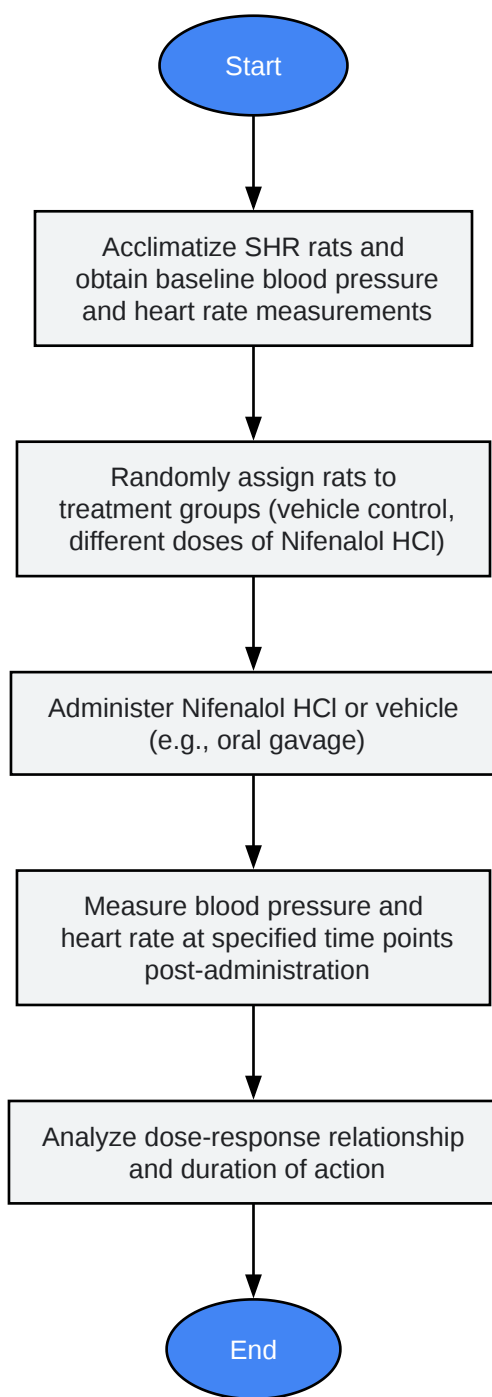 Start
Acclimatize SHR rats and
obtain baseline blood pressure
and heart rate measurements
Randomly assign rats to
treatment groups (vehicle control,
different doses of Nifenalol HCl)
Administer Nifenalol HCl or vehicle
(e.g., oral gavage)
Measure blood pressure and
heart rate at specified time points
post-administration
Analyze dose-response relationship
and duration of action
End